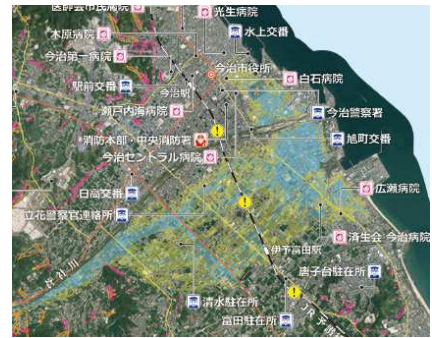 医師会市民病院
光生病院
木原病院
水上交番
今治第一病院
今治市役所
今治駅
白石病院
駅前交番
瀬戸内海病院
今治警察署
消防本部・中央消防署
旭町交番
今治セントラル病院
日高交番
広瀬病院
立花警察官連絡所
済生会 今治病院
伊予富田駅
唐子台駐在所
清水駐在所
富田駐在所
JR予讃